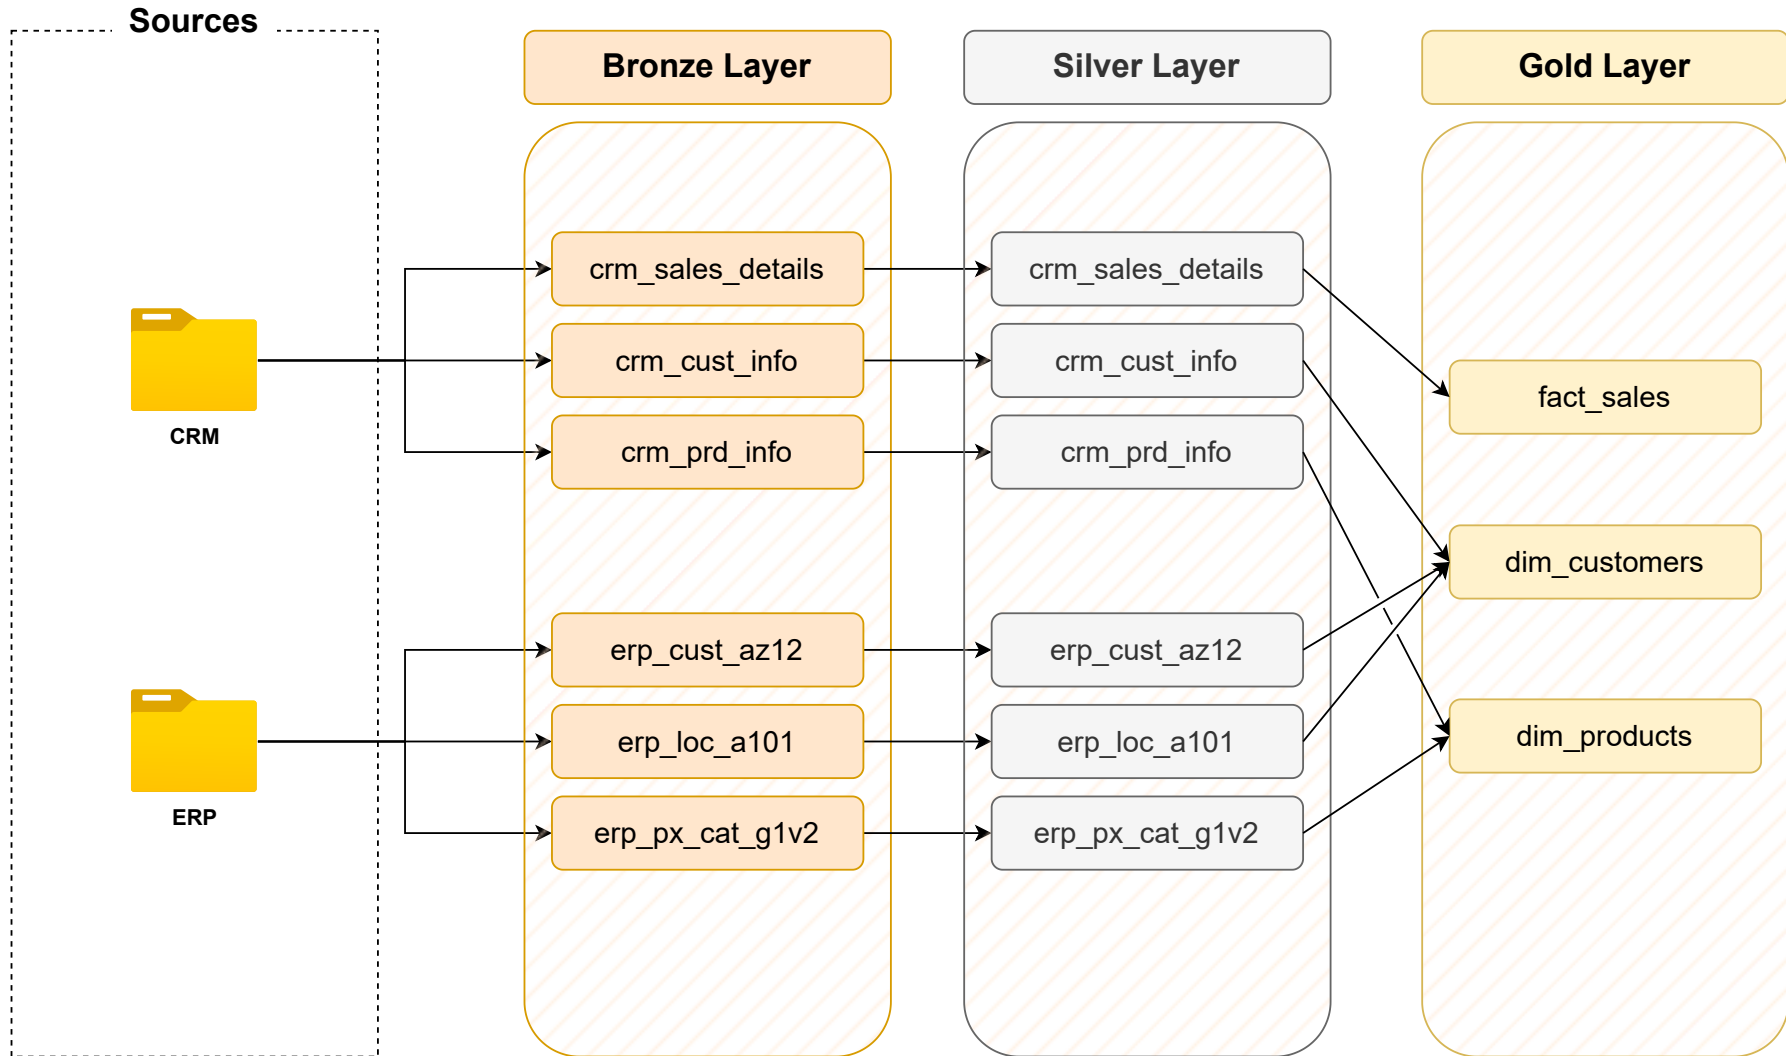 Sources
Bronze Layer
Silver Layer
Gold Layer
CRM
ERP
crm_sales_details
crm_cust_info
crm_prd_info
erp_cust_az12
erp_loc_a101
erp_px_cat_g1v2
crm_sales_details
crm_cust_info
crm_prd_info
erp_cust_az12
erp_loc_a101
erp_px_cat_g1v2
fact_sales
dim_customers
dim_products